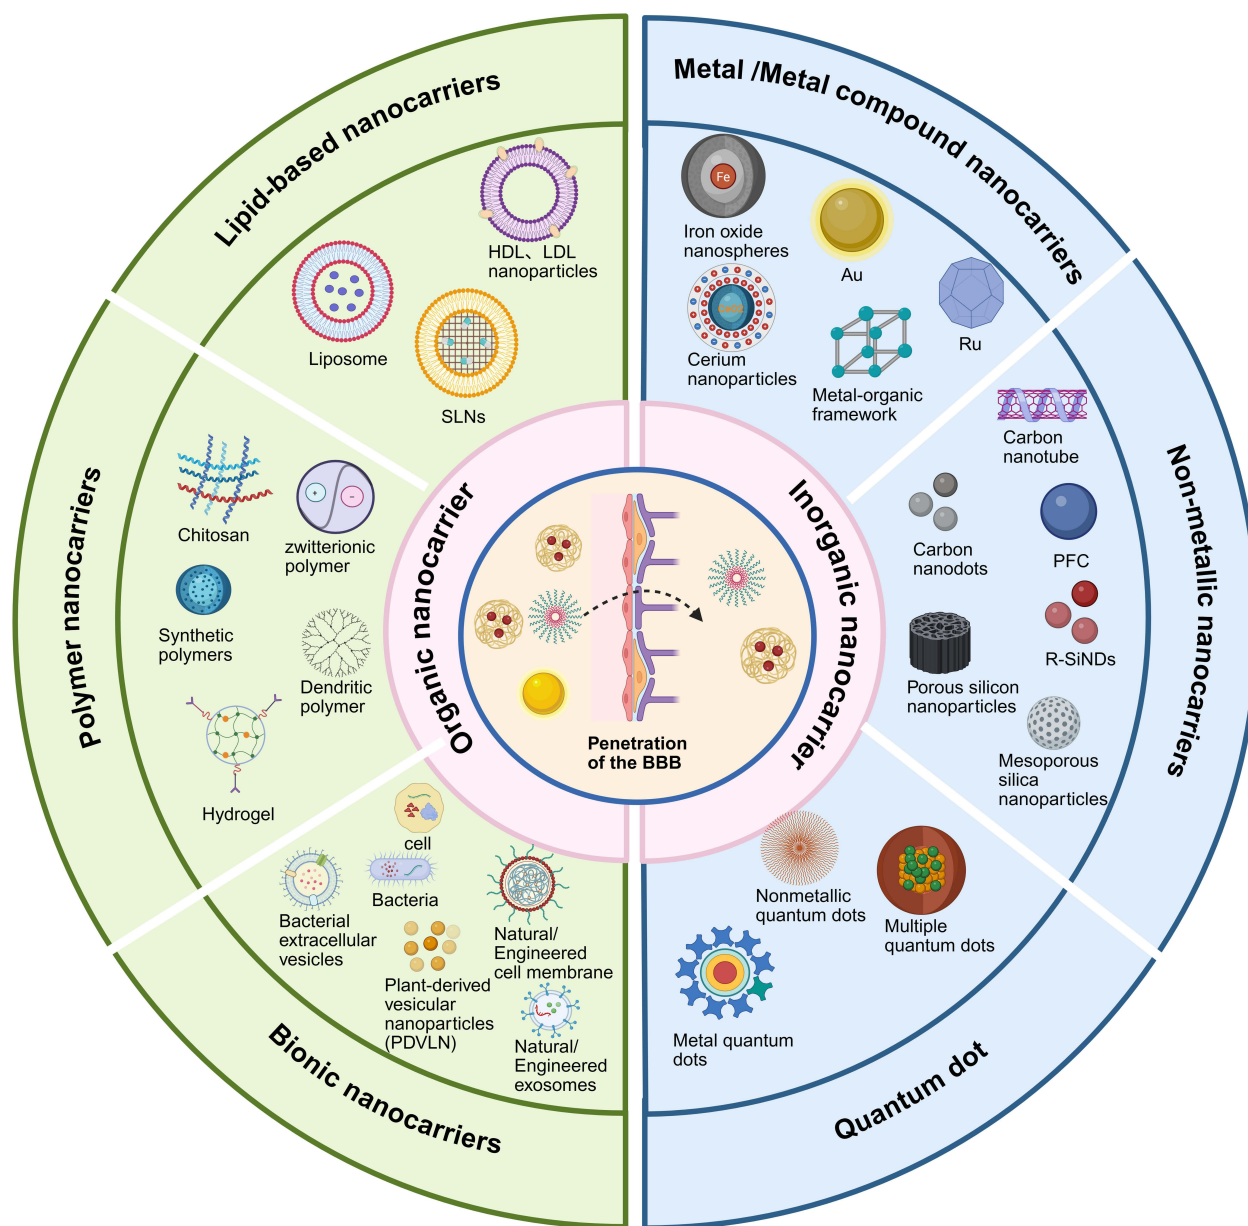 Lipid-based nanocarriers
HDL、LDL
nanoparticles
Liposome
SLNs
Polymer nanocarriers
Chitosan
zwitterionic
polymer
+
-
Synthetic
polymers
Dendritic
polymer
Hydrogel
Bionic nanocarriers
cell
Bacteria
Bacterial
extracellular
vesicles
Plant-derived
vesicular
nanoparticles
(PDVLN)
Natural/
Engineered
cell membrane
Natural/
Engineered
exosomes
Organic nanocarrier
Penetration
of the BBB
Inorganic nanocarrier
Metal /Metal compound nanocarriers
Fe
Iron oxide
nanospheres
Au
CeO2
Cerium
nanoparticles
Metal-organic
framework
Ru
Non-metallic nanocarriers
Carbon
nanotube
Carbon
nanodots
PFC
R-SiNDs
Porous silicon
nanoparticles
Mesoporous
silica
nanoparticles
Quantum dot
Nonmetallic
quantum dots
Multiple
quantum dots
Metal quantum
dots